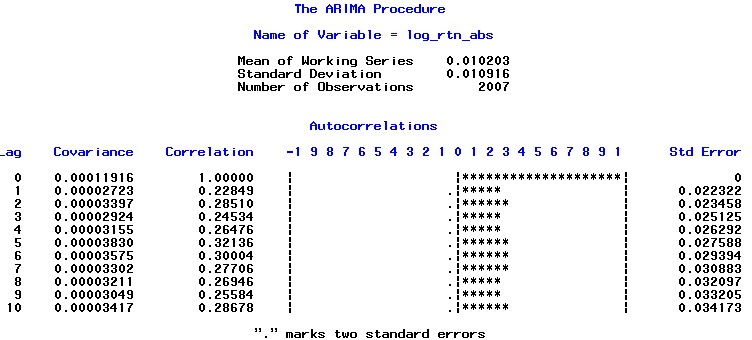 The ARIMA Procedure
Name of Variable = log_rtn_abs
Mean of Working Series 0.010203
Standard Deviation 0.010916
Number of Observations 2007
Autocorrelations
Lag Covariance Correlation -1 9 8 7 6 5 4 3 2 1 0 1 2 3 4 5 6 7 8 9 1 Std Error
0 0.00011916 1.00000 | |********************| 0
1 0.00002723 0.22849 | .|***** | 0.022322
2 0.00003397 0.28510 | .|****** | 0.023458
3 0.00002924 0.24534 | .|***** | 0.025125
4 0.00003155 0.26476 | .|***** | 0.026292
5 0.00003830 0.32136 | .|****** | 0.027588
6 0.00003575 0.30004 | .|****** | 0.029394
7 0.00003302 0.27706 | .|****** | 0.030883
8 0.00003211 0.26946 | .|***** | 0.032097
9 0.00003049 0.25584 | .|***** | 0.033205
10 0.00003417 0.28678 | .|****** | 0.034173
"." marks two standard errors